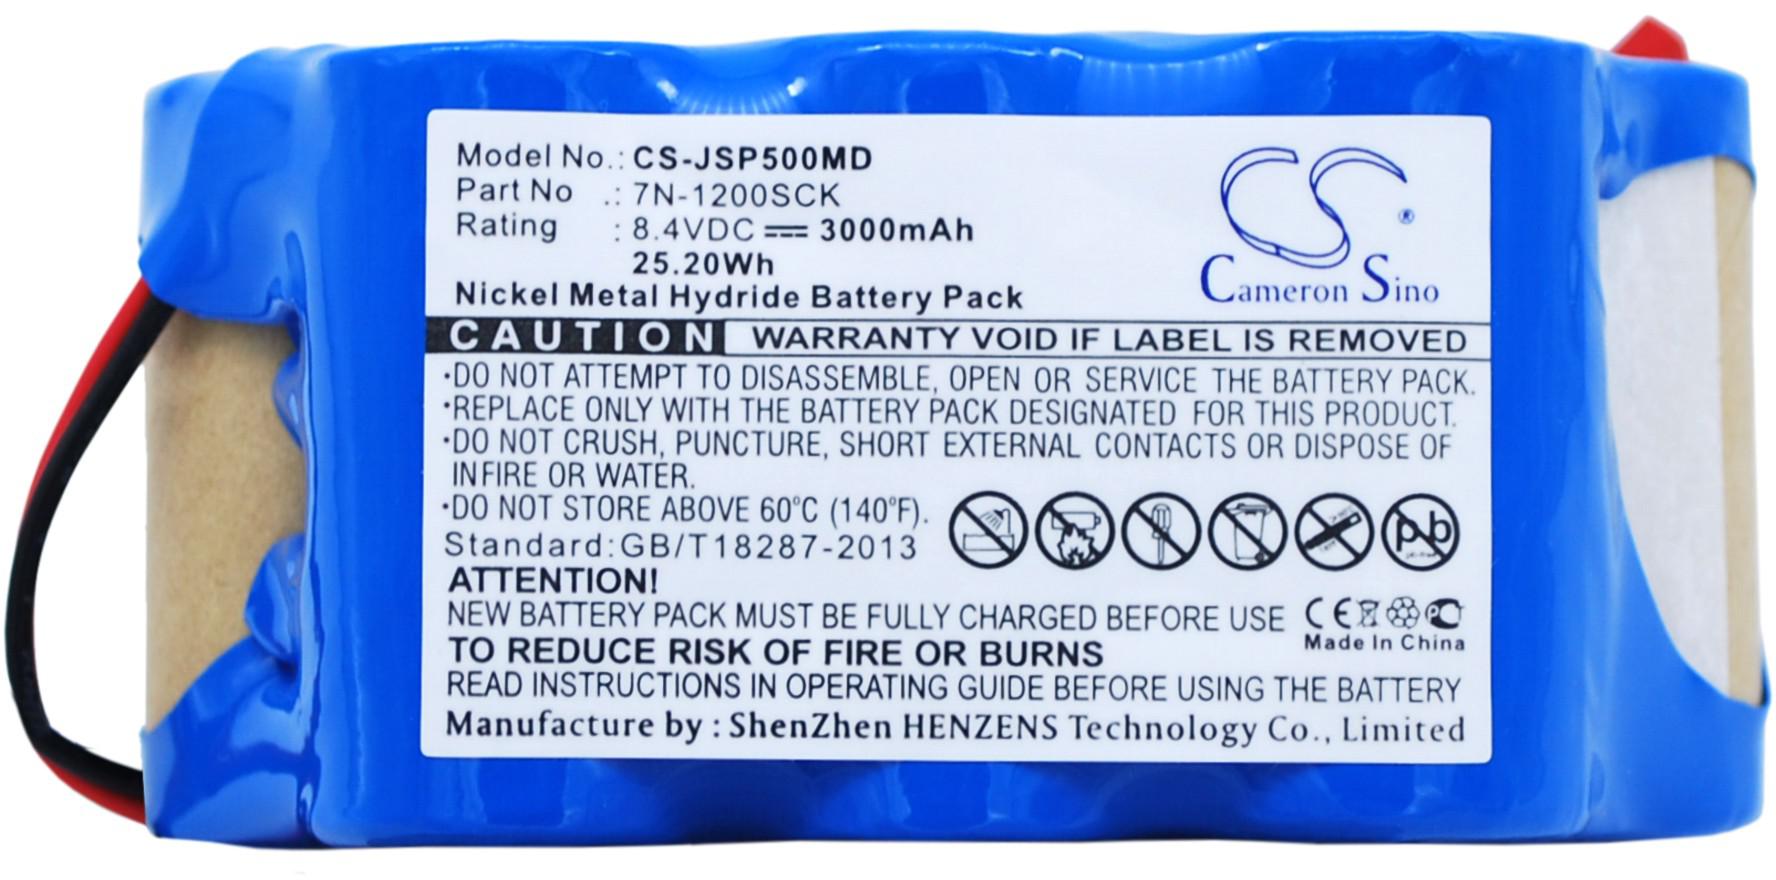 Model No.: CS-JSP500MD
Part No .: 7N-1200SCK
Rating : 8.4VDC 3000mAh
25.20Wh
Nickel Metal Hydride Battery Pack
CS ®
Cameron Sino
CAUTION WARRANTY VOID IF LABEL IS REMOVED
·DO NOT ATTEMPT TO DISASSEMBLE, OPEN OR SERVICE THE BATTERY PACK.
·REPLACE ONLY WITH THE BATTERY PACK DESIGNATED FOR THIS PRODUCT.
·DO NOT CRUSH, PUNCTURE, SHORT EXTERNAL CONTACTS OR DISPOSE OF
IN FIRE OR WATER.
·DO NOT STORE ABOVE 60°C (140°F).
Pb
Standard:GB/T18287-2013
ATTENTION!
NEW BATTERY PACK MUST BE FULLY CHARGED BEFORE USE
CE
Made In China
TO REDUCE RISK OF FIRE OR BURNS
READ INSTRUCTIONS IN OPERATING GUIDE BEFORE USING THE BATTERY
Manufacture by : ShenZhen HENZENS Technology Co., Limited